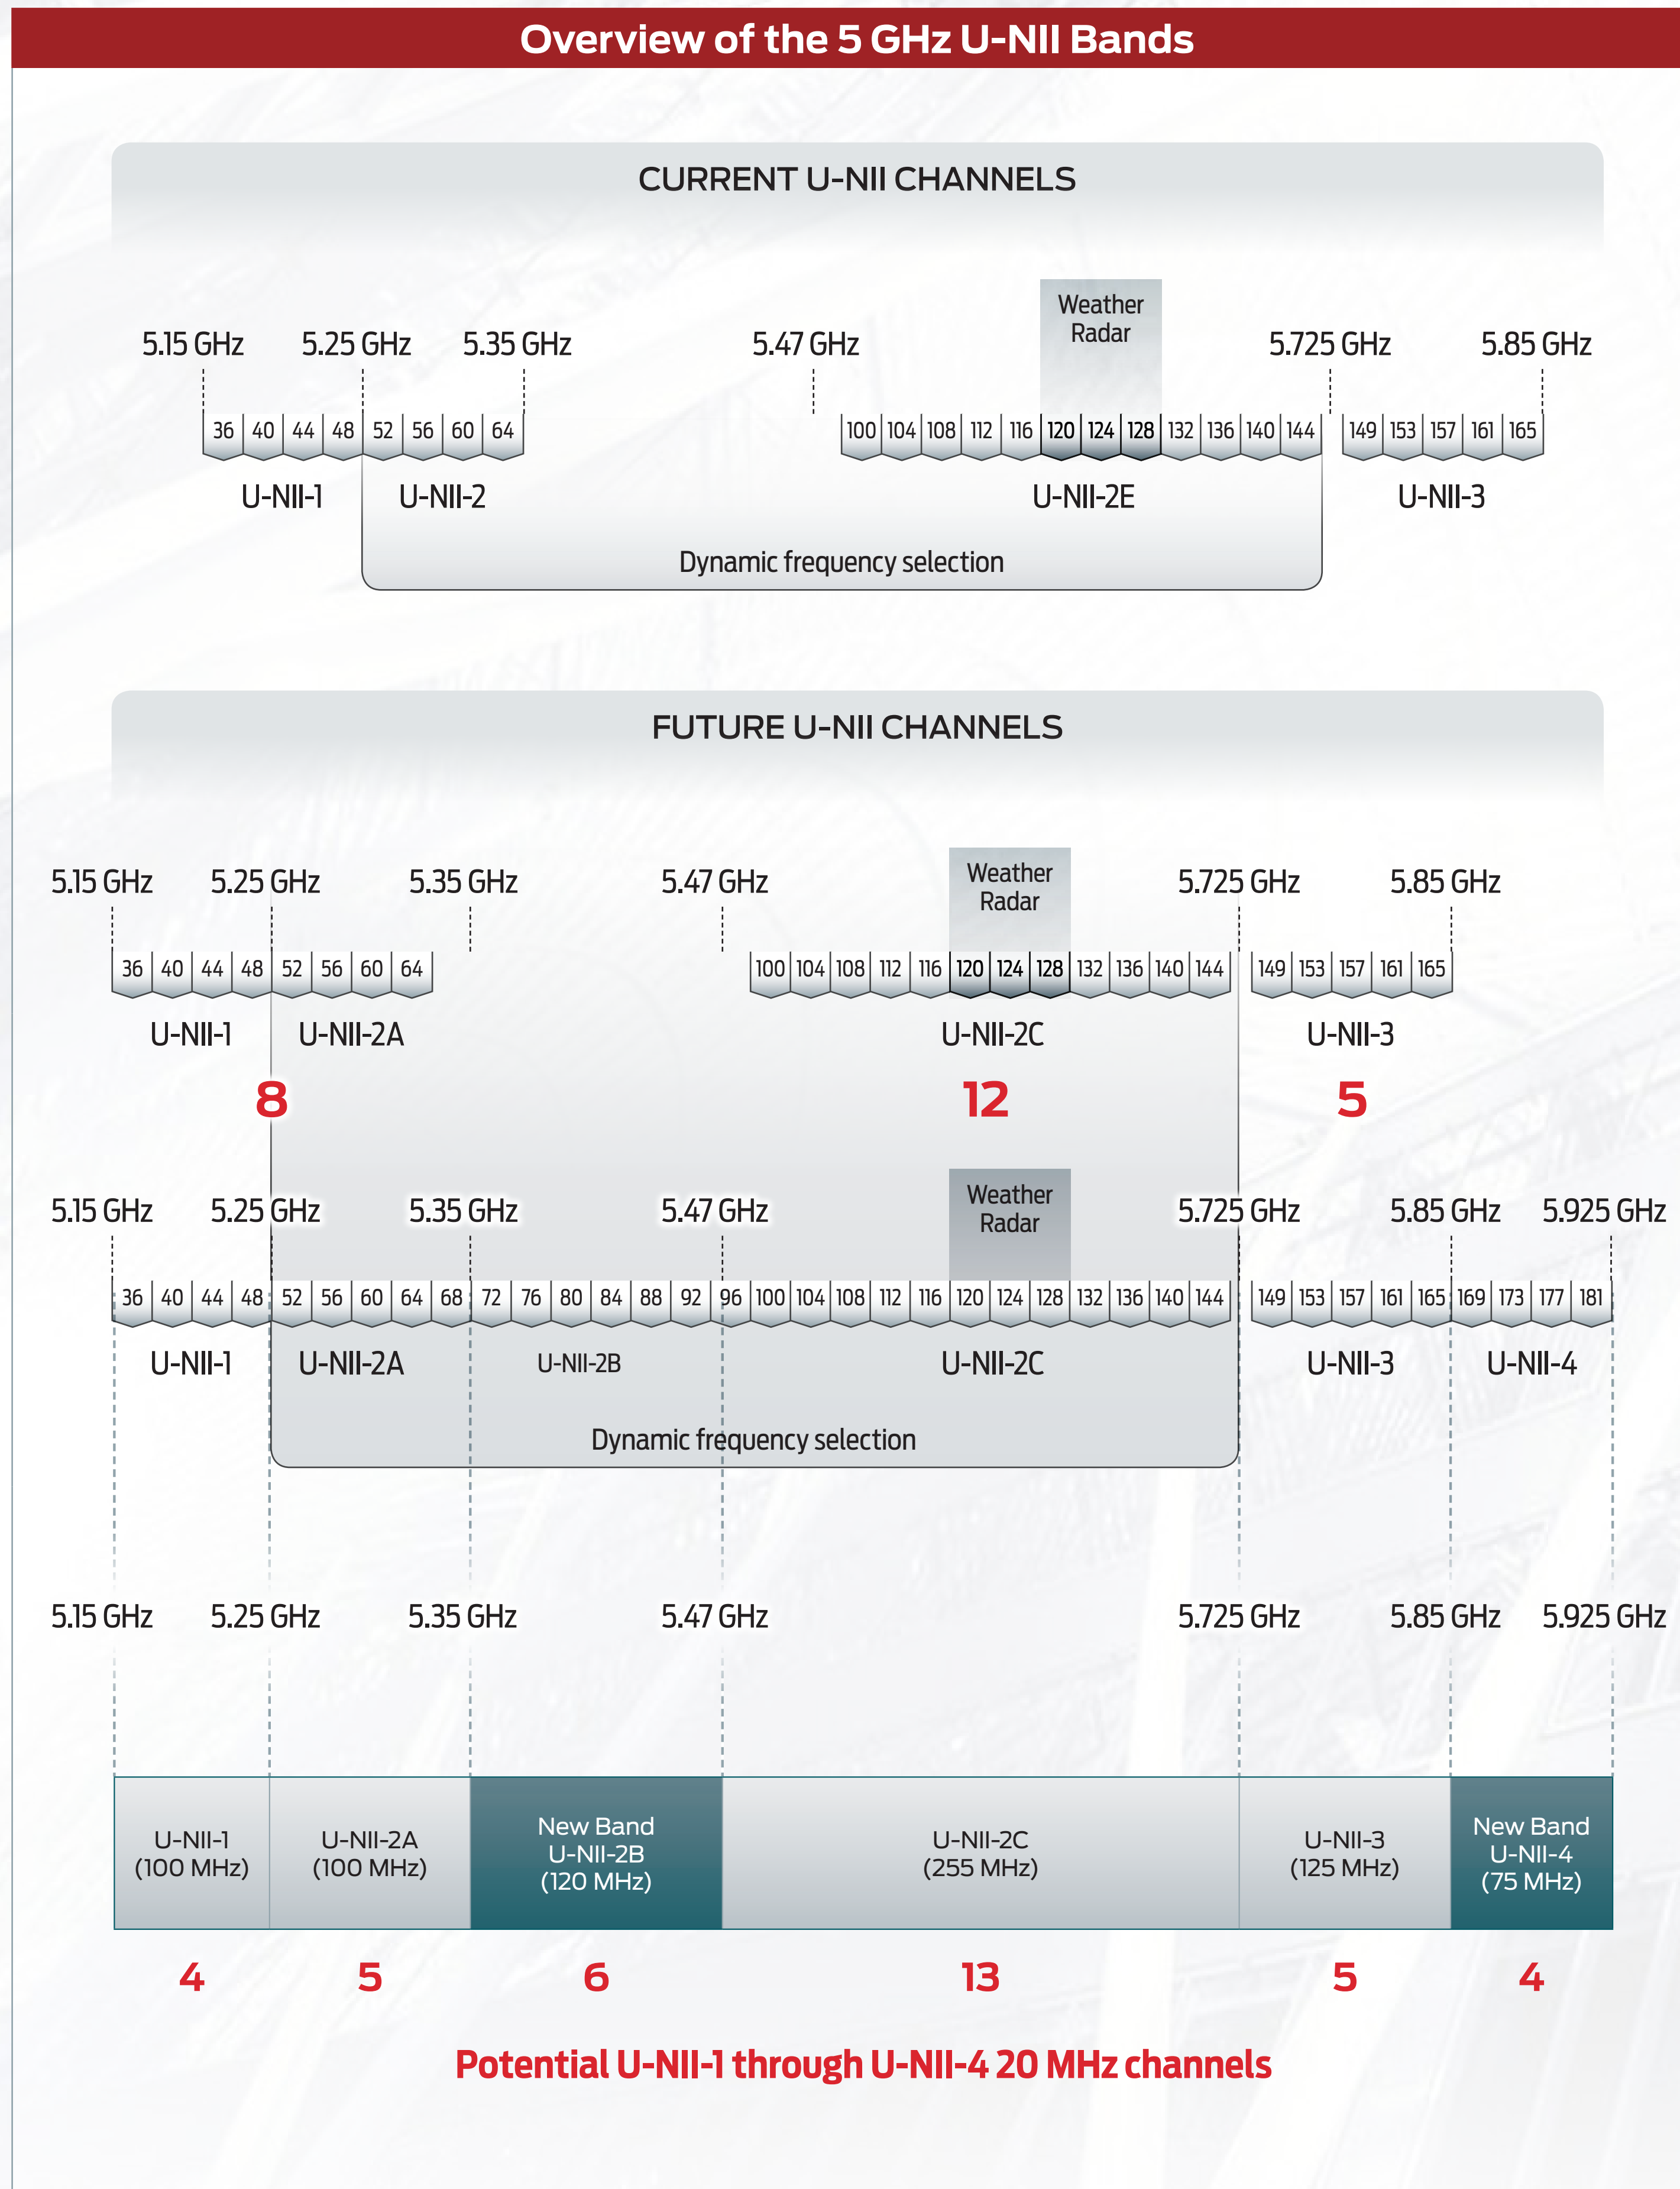 Overview of the 5 GHz U-NII Bands
CURRENT U-NII CHANNELS
Weather
Radar
5.15 GHz 5.25 GHz 5.35 GHz 5.47 GHz 5.725 GHz 5.85 GHz
36 40 44 48 52 56 60 64 100 104 108 112 116 120 124 128 132 136 140 144 149 153 157 161 165
U-NII-1 U-NII-2 U-NII-2E U-NII-3
Dynamic frequency selection
FUTURE U-NII CHANNELS
Weather
Radar
5.15 GHz 5.25 GHz 5.35 GHz 5.47 GHz 5.725 GHz 5.85 GHz
36 40 44 48 52 56 60 64 100 104 108 112 116 120 124 128 132 136 140 144 149 153 157 161 165
U-NII-1 U-NII-2A U-NII-2C U-NII-3
8 12 5
Weather
Radar
5.15 GHz 5.25 GHz 5.35 GHz 5.47 GHz 5.725 GHz 5.85 GHz 5.925 GHz
36 40 44 48 52 56 60 64 68 72 76 80 84 88 92 96 100 104 108 112 116 120 124 128 132 136 140 144 149 153 157 161 165 169 173 177 181
U-NII-1 U-NII-2A U-NII-2B U-NII-2C U-NII-3 U-NII-4
Dynamic frequency selection
5.15 GHz 5.25 GHz 5.35 GHz 5.47 GHz 5.725 GHz 5.85 GHz 5.925 GHz
U-NII-1
(100 MHz)
U-NII-2A
(100 MHz)
New Band
U-NII-2B
(120 MHz)
U-NII-2C
(255 MHz)
U-NII-3
(125 MHz)
New Band
U-NII-4
(75 MHz)
4 5 6 13 5 4
Potential U-NII-1 through U-NII-4 20 MHz channels